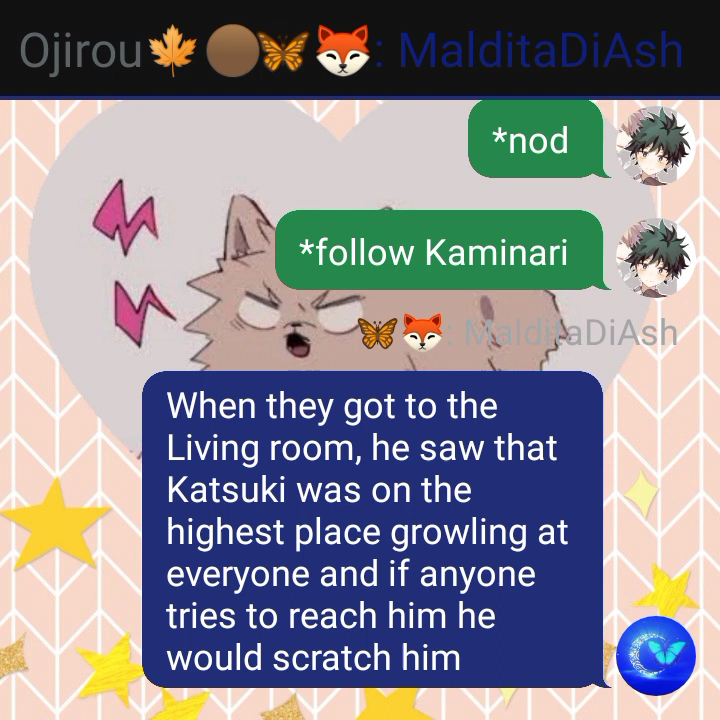 Ojirou🍁🟤🦋🦊: MalditaDiAsh
*nod
*follow Kaminari
🦋🦊: MalditaDiAsh
When they got to the
Living room, he saw that
Katsuki was on the
highest place growling at
everyone and if anyone
tries to reach him he
would scratch him